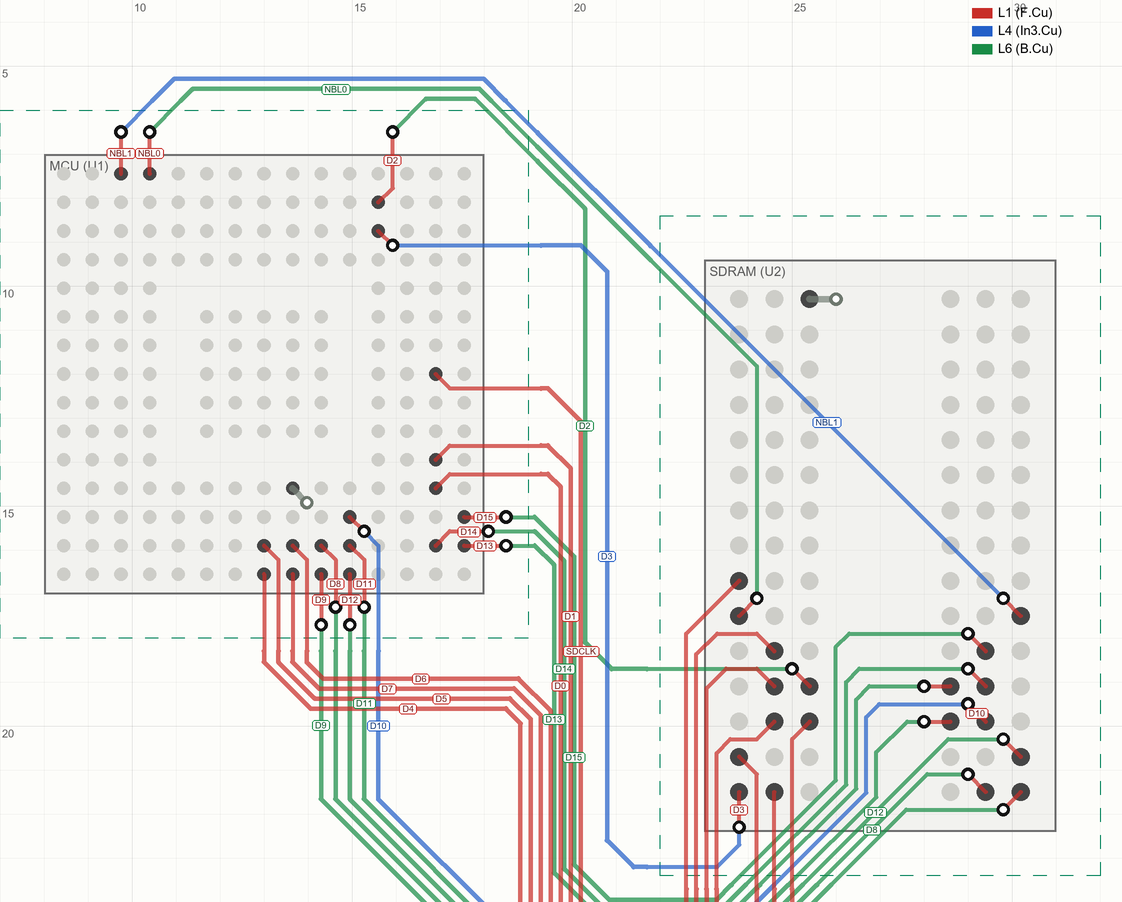 10 15 20 25 30
L1 (F.Cu)
L4 (In3.Cu)
L6 (B.Cu)
5
NBL0
NBL1 NBL0 D2
MCU (U1)
SDRAM (U2)
10
NBL1
D2
15
D15
D14
D13
D3
D8 D11
D9 D12
D1
SDCLK
D14
D6
D0
D7
D5
D11
D4
D10
D13
20
D9 D10
D15
D3
D12
D8